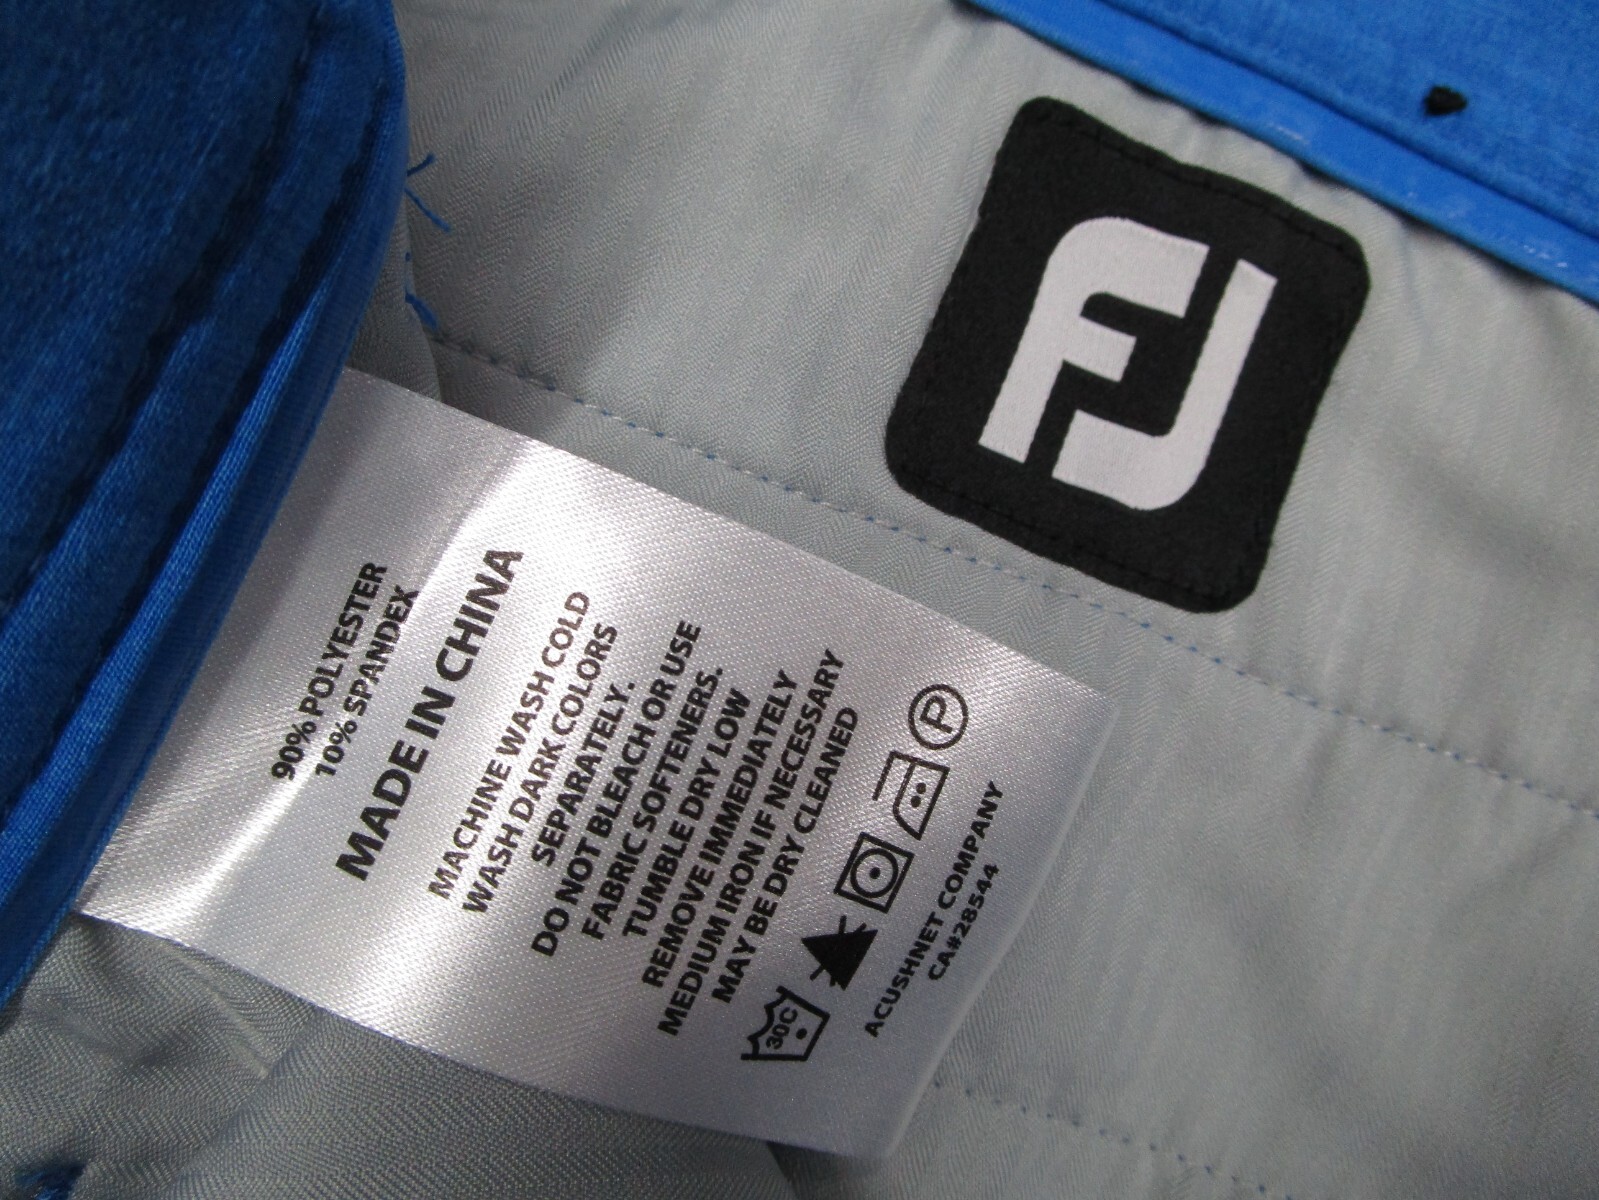 FJ
90% POLYESTER
10% SPANDEX
MADE IN CHINA
MACHINE WASH COLD
WASH DARK COLORS
SEPARATELY.
DO NOT BLEACH OR USE
FABRIC SOFTENERS.
TUMBLE DRY LOW
REMOVE IMMEDIATELY
MEDIUM IRON IF NECESSARY
MAY BE DRY CLEANED
30C
P
ACUSHNET COMPANY
CA#28544